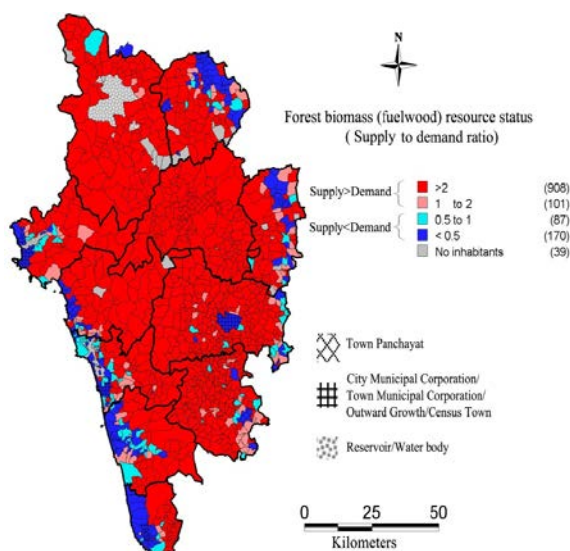 N
Forest biomass (fuelwood) resource status
( Supply to demand ratio)
Supply>Demand
>2 (908)
1 to 2 (101)
Supply<Demand
0.5 to 1 (87)
< 0.5 (170)
No inhabitants (39)
Town Panchayat
City Municipal Corporation/
Town Municipal Corporation/
Outward Growth/Census Town
Reservoir/Water body
0 25 50
Kilometers